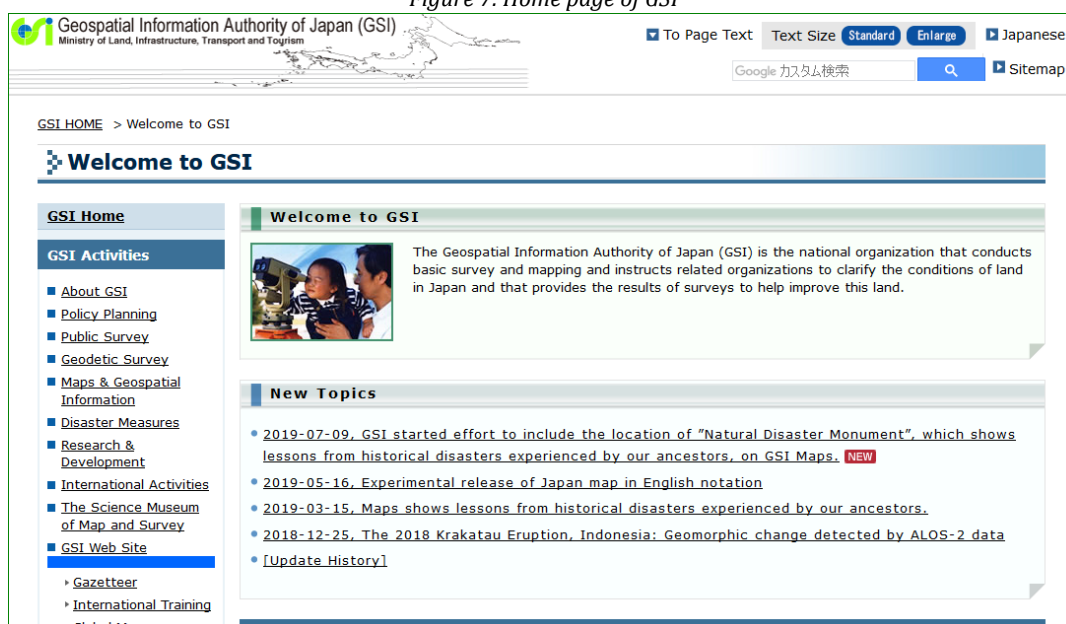 Figure 7. Home page of GSI
Geospatial Information Authority of Japan (GSI)
Ministry of Land, Infrastructure, Transport and Tourism
To Page Text Text Size Standard Enlarge Japanese
Google カスタム検索 Sitemap
GSI HOME > Welcome to GSI
Welcome to GSI
GSI Home
GSI Activities
About GSI
Policy Planning
Public Survey
Geodetic Survey
Maps & Geospatial
Information
Disaster Measures
Research &
Development
International Activities
The Science Museum
of Map and Survey
GSI Web Site
Gazetteer
International Training
Welcome to GSI
The Geospatial Information Authority of Japan (GSI) is the national organization that conducts
basic survey and mapping and instructs related organizations to clarify the conditions of land
in Japan and that provides the results of surveys to help improve this land.
New Topics
2019-07-09, GSI started effort to include the location of "Natural Disaster Monument", which shows
lessons from historical disasters experienced by our ancestors, on GSI Maps. NEW
2019-05-16, Experimental release of Japan map in English notation
2019-03-15, Maps shows lessons from historical disasters experienced by our ancestors.
2018-12-25, The 2018 Krakatau Eruption, Indonesia: Geomorphic change detected by ALOS-2 data
[Update History]